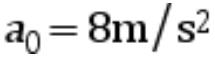 a₀ = 8m/s²